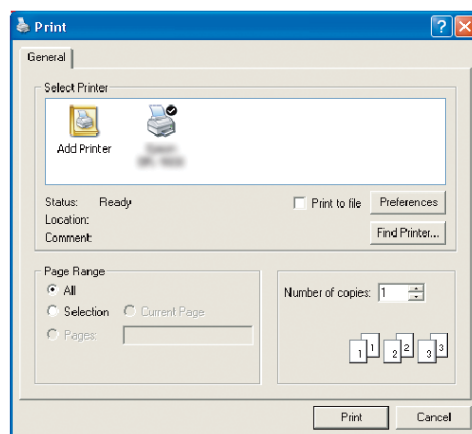 Print
General
Select Printer
Add Printer
Status: Ready
Location:
Comment:
Print to file
Preferences
Find Printer...
Page Range
All
Selection
Current Page
Pages:
Number of copies: 1
1 1 2 2 3 3
Print
Cancel